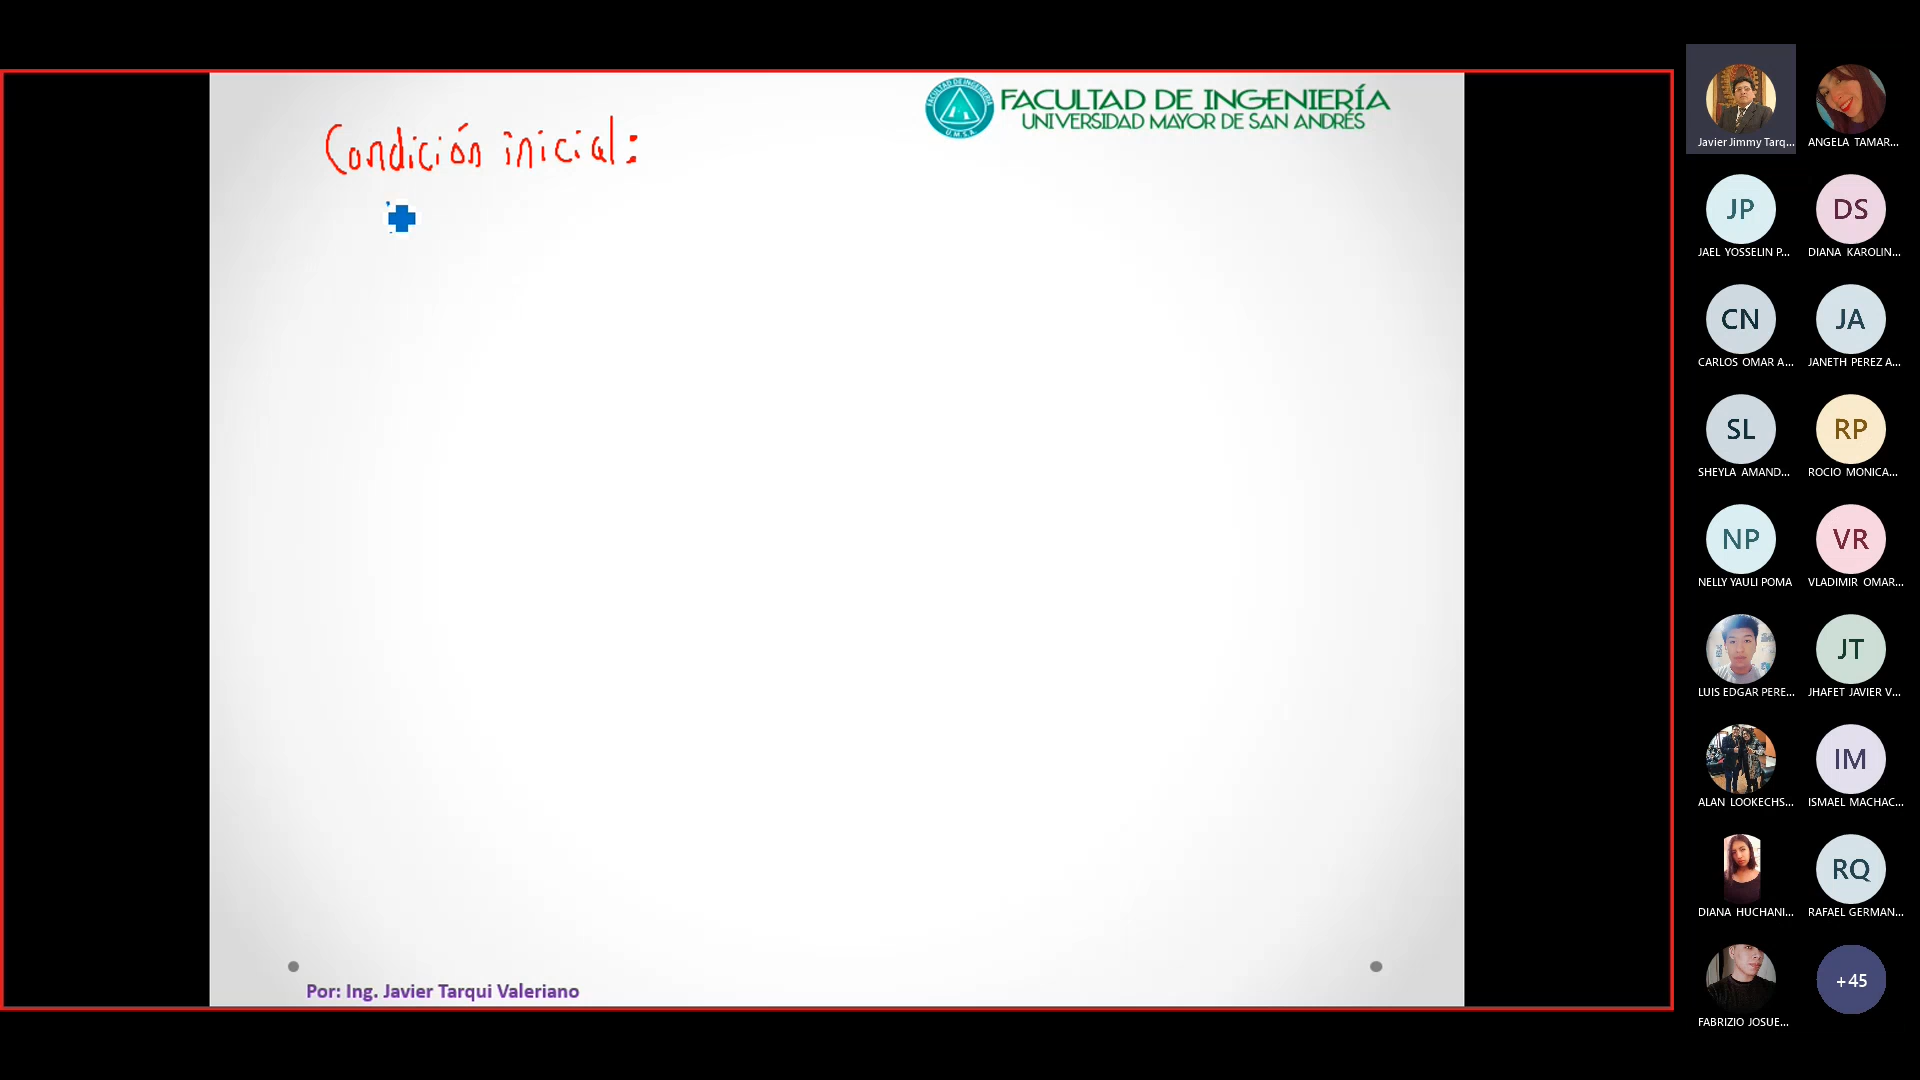 FACULTAD DE INGENIERÍA
UNIVERSIDAD MAYOR DE SAN ANDRÉS
FACULTAD DE INGENIERIA
U.M.S.A.
Condición inicial:
Por: Ing. Javier Tarqui Valeriano
Javier Jimmy Tarq...
ANGELA TAMAR...
JP
JAEL YOSSELIN P...
DS
DIANA KAROLIN...
CN
CARLOS OMAR A...
JA
JANETH PEREZ A...
SL
SHEYLA AMAND...
RP
ROCIO MONICA...
NP
NELLY YAULI POMA
VR
VLADIMIR OMAR...
LUIS EDGAR PERE...
JT
JHAFET JAVIER V...
ALAN LOOKECHS...
IM
ISMAEL MACHAC...
DIANA HUCHANI...
RQ
RAFAEL GERMAN...
FABRIZIO JOSUE...
+45